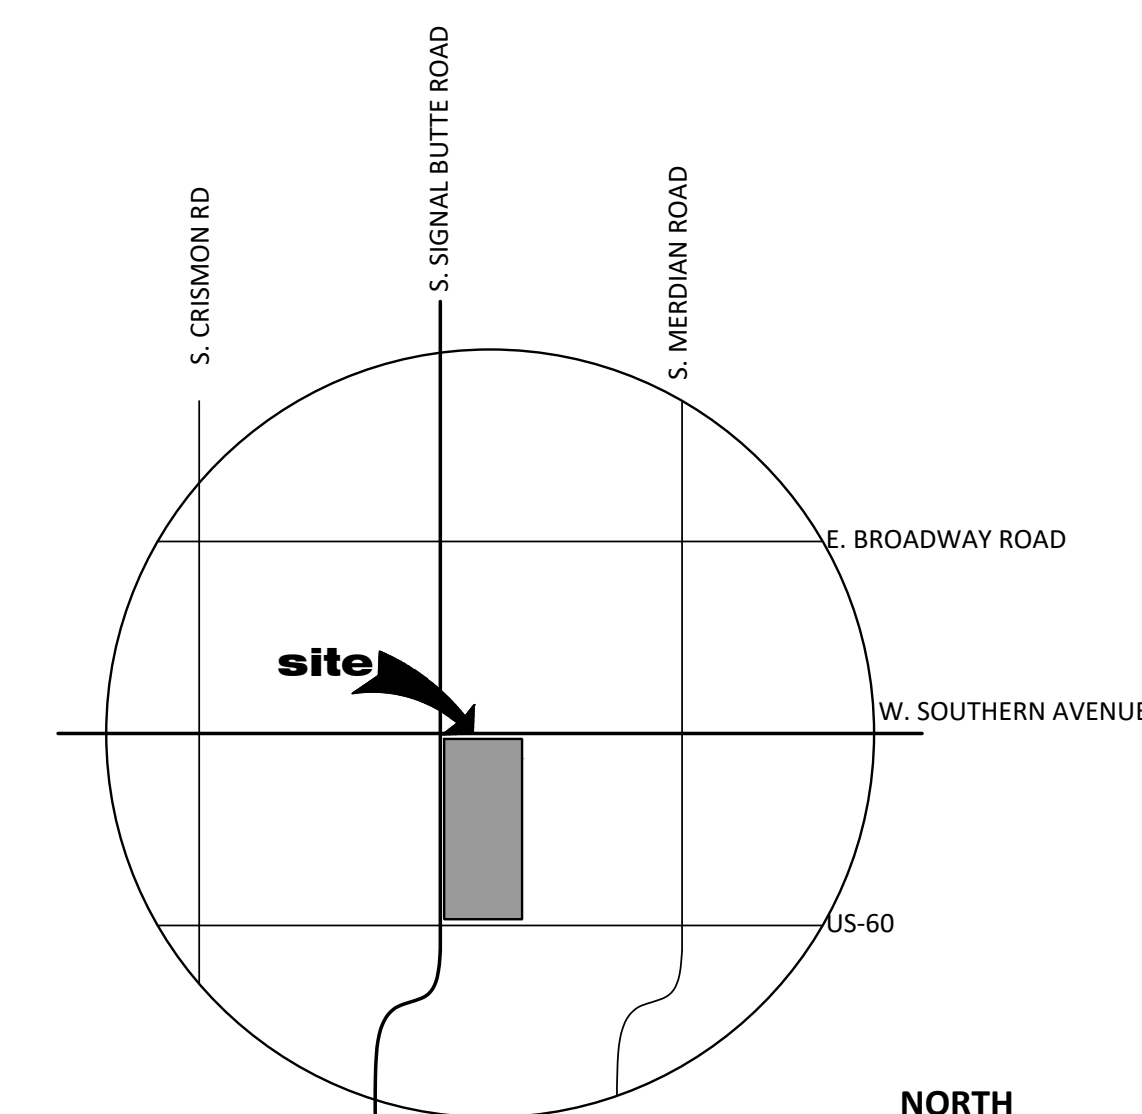 S. CRISMON RD
S. SIGNAL BUTTE ROAD
S. MERDIAN ROAD
E. BROADWAY ROAD
site
W. SOUTHERN AVENUE
US-60
NORTH